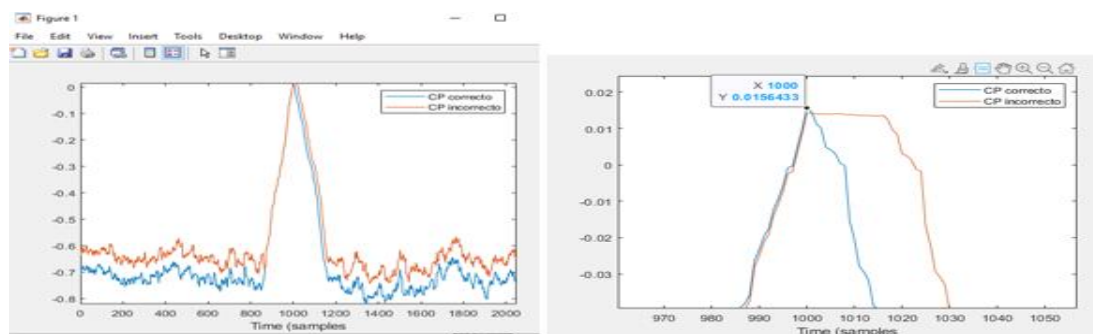 Figure 1
File Edit View Insert Tools Desktop Window Help
0
-0.1
-0.2
-0.3
-0.4
-0.5
-0.6
-0.7
-0.8
0 200 400 600 800 1000 1200 1400 1600 1800 2000
Time (samples
CP correcto
CP incorrecto
X 1000
Y 0.0156433
CP correcto
CP incorrecto
0.02
0.01
0
-0.01
-0.02
-0.03
970 980 990 1000 1010 1020 1030 1040 1050
Time (samples